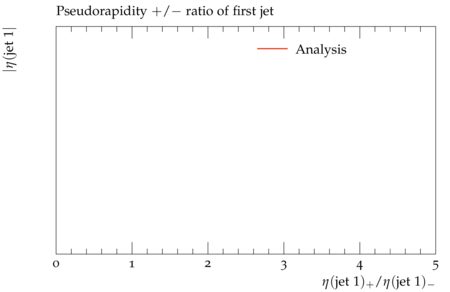 Pseudorapidity +/− ratio of first jet
|η(jet 1|
Analysis
0 1 2 3 4 5
η(jet 1)₊/η(jet 1)₋